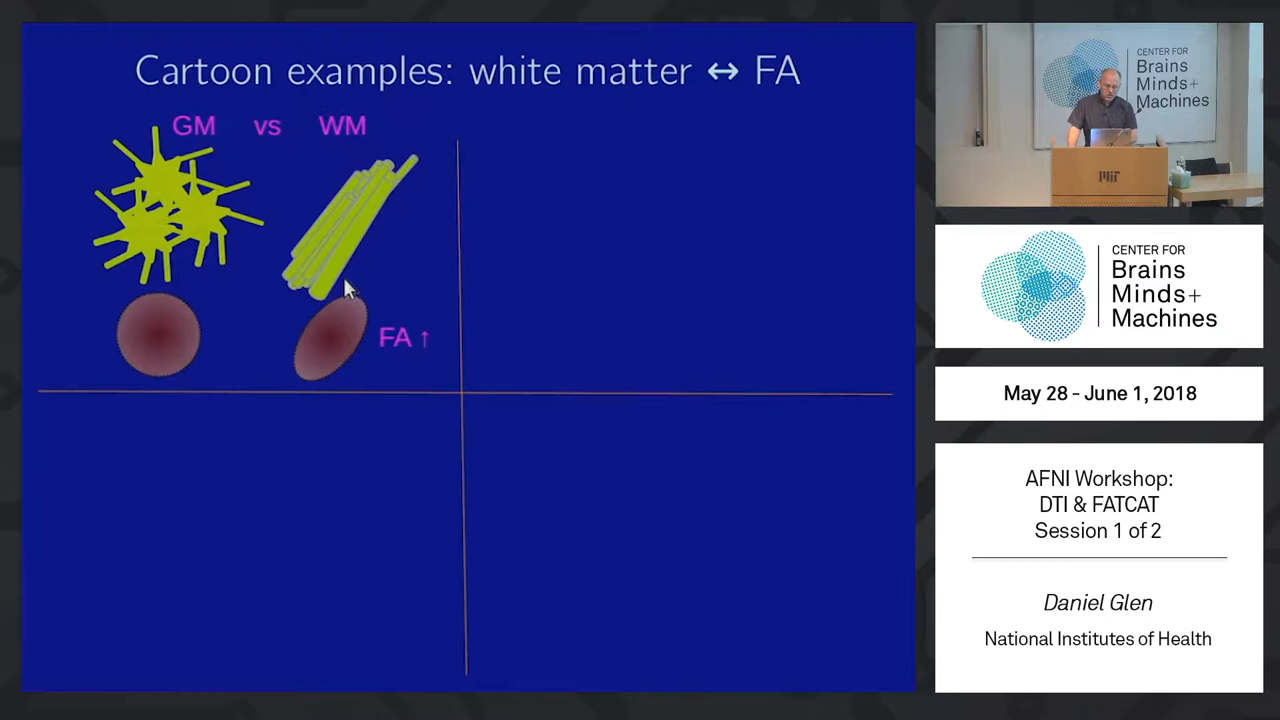 Cartoon examples: white matter ↔ FA
GM vs WM
FA ↑
CENTER FOR
Brains
Minds+
Machines
MIT
CENTER FOR
Brains
Minds+
Machines
May 28 - June 1, 2018
AFNI Workshop:
DTI & FATCAT
Session 1 of 2
Daniel Glen
National Institutes of Health